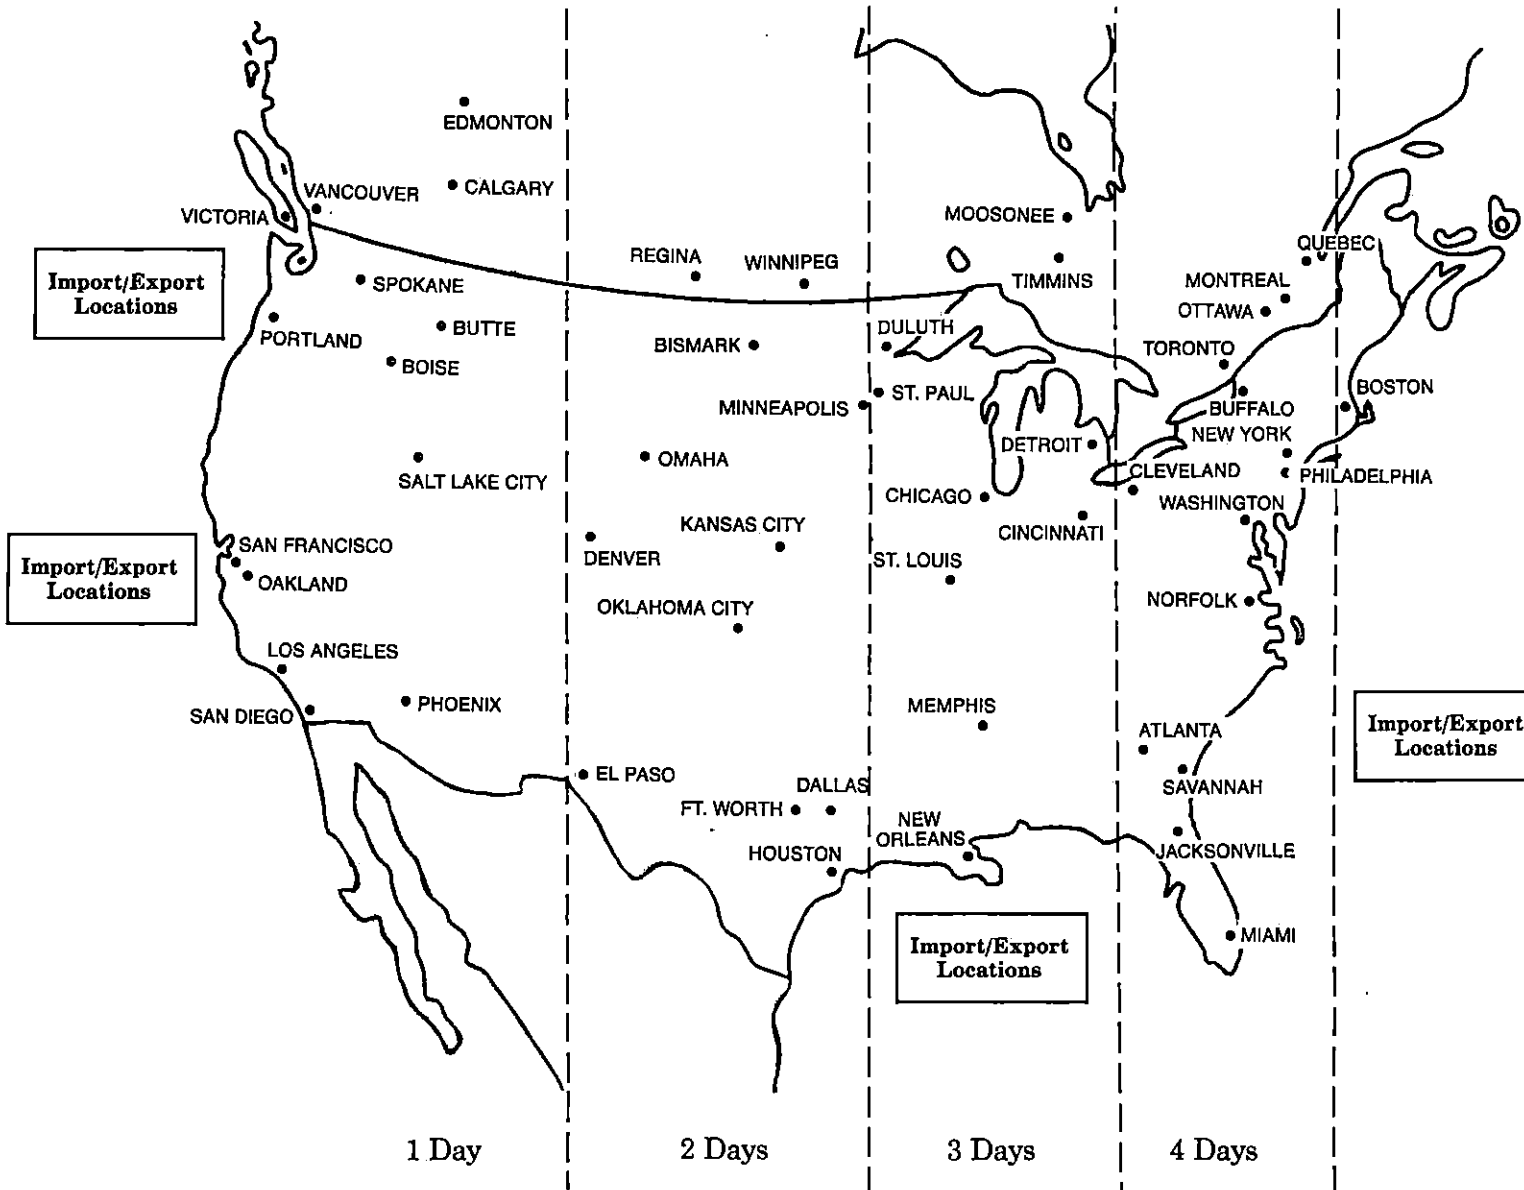 EDMONTON
CALGARY
VANCOUVER
VICTORIA
MOOSONEE
QUEBEC
Import/Export
Locations
SPOKANE
REGINA
WINNIPEG
TIMMINS
MONTREAL
OTTAWA
PORTLAND
BUTTE
BOISE
BISMARK
DULUTH
TORONTO
MINNEAPOLIS
ST. PAUL
BUFFALO
BOSTON
NEW YORK
DETROIT
OMAHA
SALT LAKE CITY
CLEVELAND
PHILADELPHIA
CHICAGO
WASHINGTON
KANSAS CITY
CINCINNATI
SAN FRANCISCO
Import/Export
Locations
OAKLAND
DENVER
ST. LOUIS
OKLAHOMA CITY
NORFOLK
LOS ANGELES
SAN DIEGO
PHOENIX
MEMPHIS
ATLANTA
Import/Export
Locations
EL PASO
DALLAS
SAVANNAH
FT. WORTH
NEW
ORLEANS
HOUSTON
JACKSONVILLE
MIAMI
Import/Export
Locations
1 Day
2 Days
3 Days
4 Days